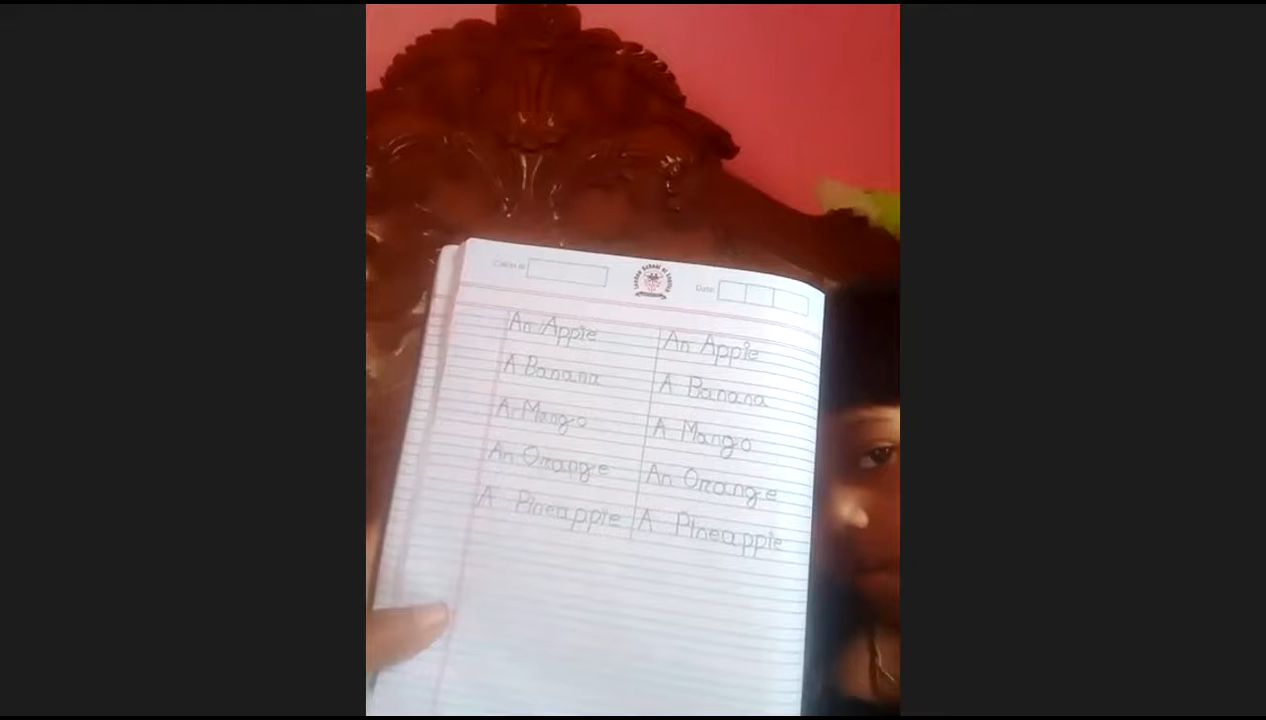 Date
An Apple An Apple
A Banana A Banana
A Mango A Mango
An Orange An Orange
A Pineapple A Pineapple